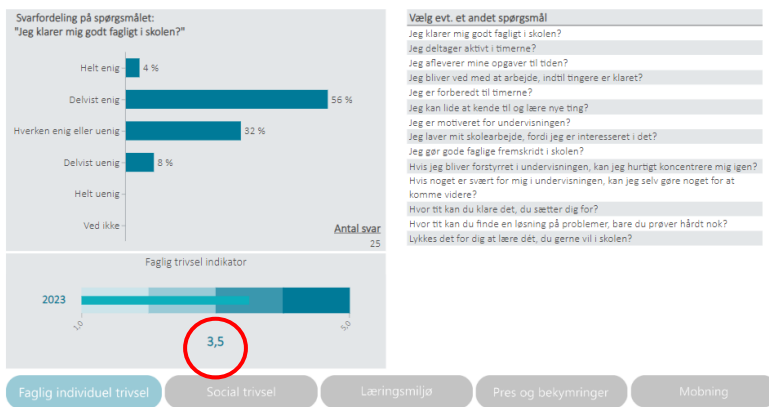 Svarfordeling på spørgsmålet:
"Jeg klarer mig godt fagligt i skolen?"
Helt enig
4 %
Delvist enig
56 %
Hverken enig eller uenig
32 %
Delvist uenig
8 %
Helt uenig
Ved ikke
Antal svar
25
Vælg evt. et andet spørgsmål
Jeg klarer mig godt fagligt i skolen?
Jeg deltager aktivt i timerne?
Jeg afleverer mine opgaver til tiden?
Jeg bliver ved med at arbejde, indtil tingere er klaret?
Jeg er forberedt til timerne?
Jeg kan lide at kende til og lære nye ting?
Jeg er motiveret for undervisningen?
Jeg laver mit skolearbejde, fordi jeg er interesseret i det?
Jeg gør gode faglige fremskridt i skolen?
Hvis jeg bliver forstyrret i undervisningen, kan jeg hurtigt koncentrere mig igen?
Hvis noget er svært for mig i undervisningen, kan jeg selv gøre noget for at
komme videre?
Hvor tit kan du klare det, du sætter dig for?
Hvor tit kan du finde en løsning på problemer, bare du prøver hårdt nok?
Lykkes det for dig at lære dét, du gerne vil i skolen?
Faglig trivsel indikator
2023
1,0
5,0
3,5
Faglig individuel trivsel
Social trivsel
Læringsmiljø
Pres og bekymringer
Mobning